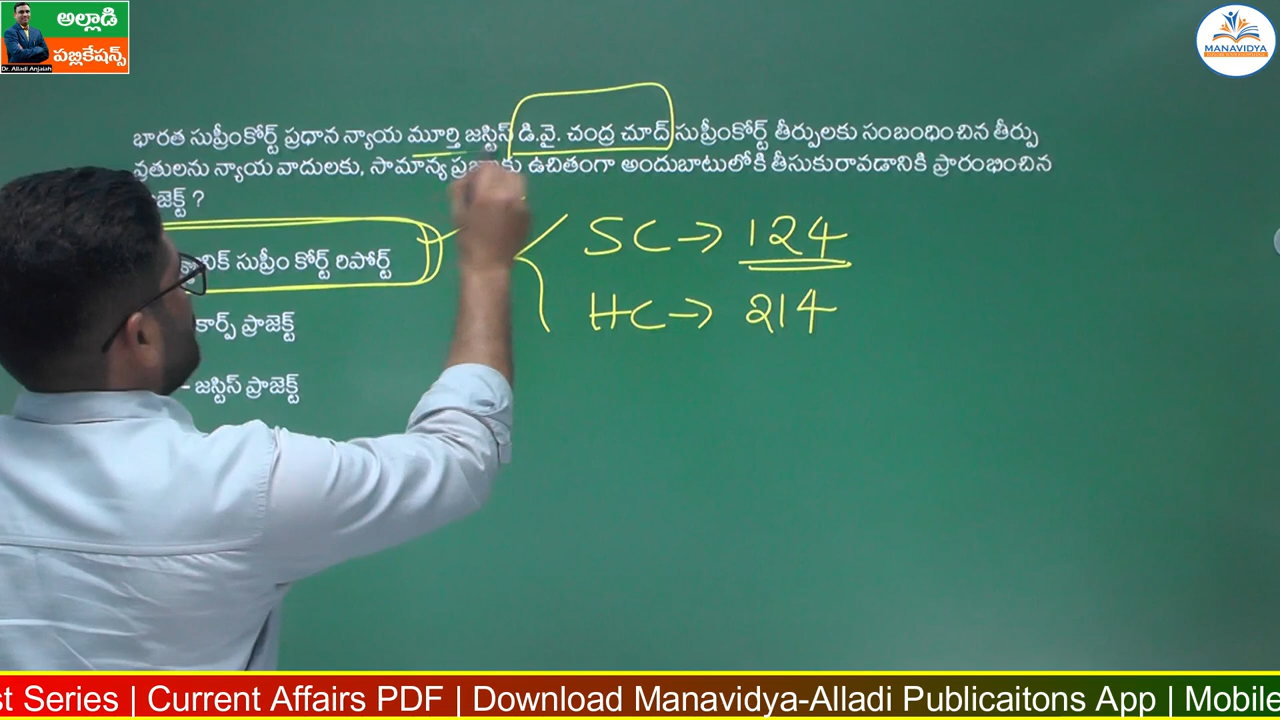 అల్లాడి
పబ్లికేషన్స్
Dr. Alladi Anjaiah
MANAVIDYA
భారత సుప్రీంకోర్ట్ ప్రధాన న్యాయ మూర్తి జస్టిస్ డి.వై. చంద్ర చూద్ సుప్రీంకోర్ట్ తీర్పులకు సంబంధించిన తీర్పు
వ్రతులను న్యాయ వాదులకు, సామాన్య ఉచితంగా అందుబాటులోకి తీసుకురావడానికి ప్రారంభించిన
?
సుప్రీం కోర్ట్ రిపోర్ట్
SC → 124
HC → 214
కార్ప్ ప్రాజెక్ట్
– జస్టిస్ ప్రాజెక్ట్
st Series | Current Affairs PDF | Download Manavidya-Alladi Publicaitons App | Mobile